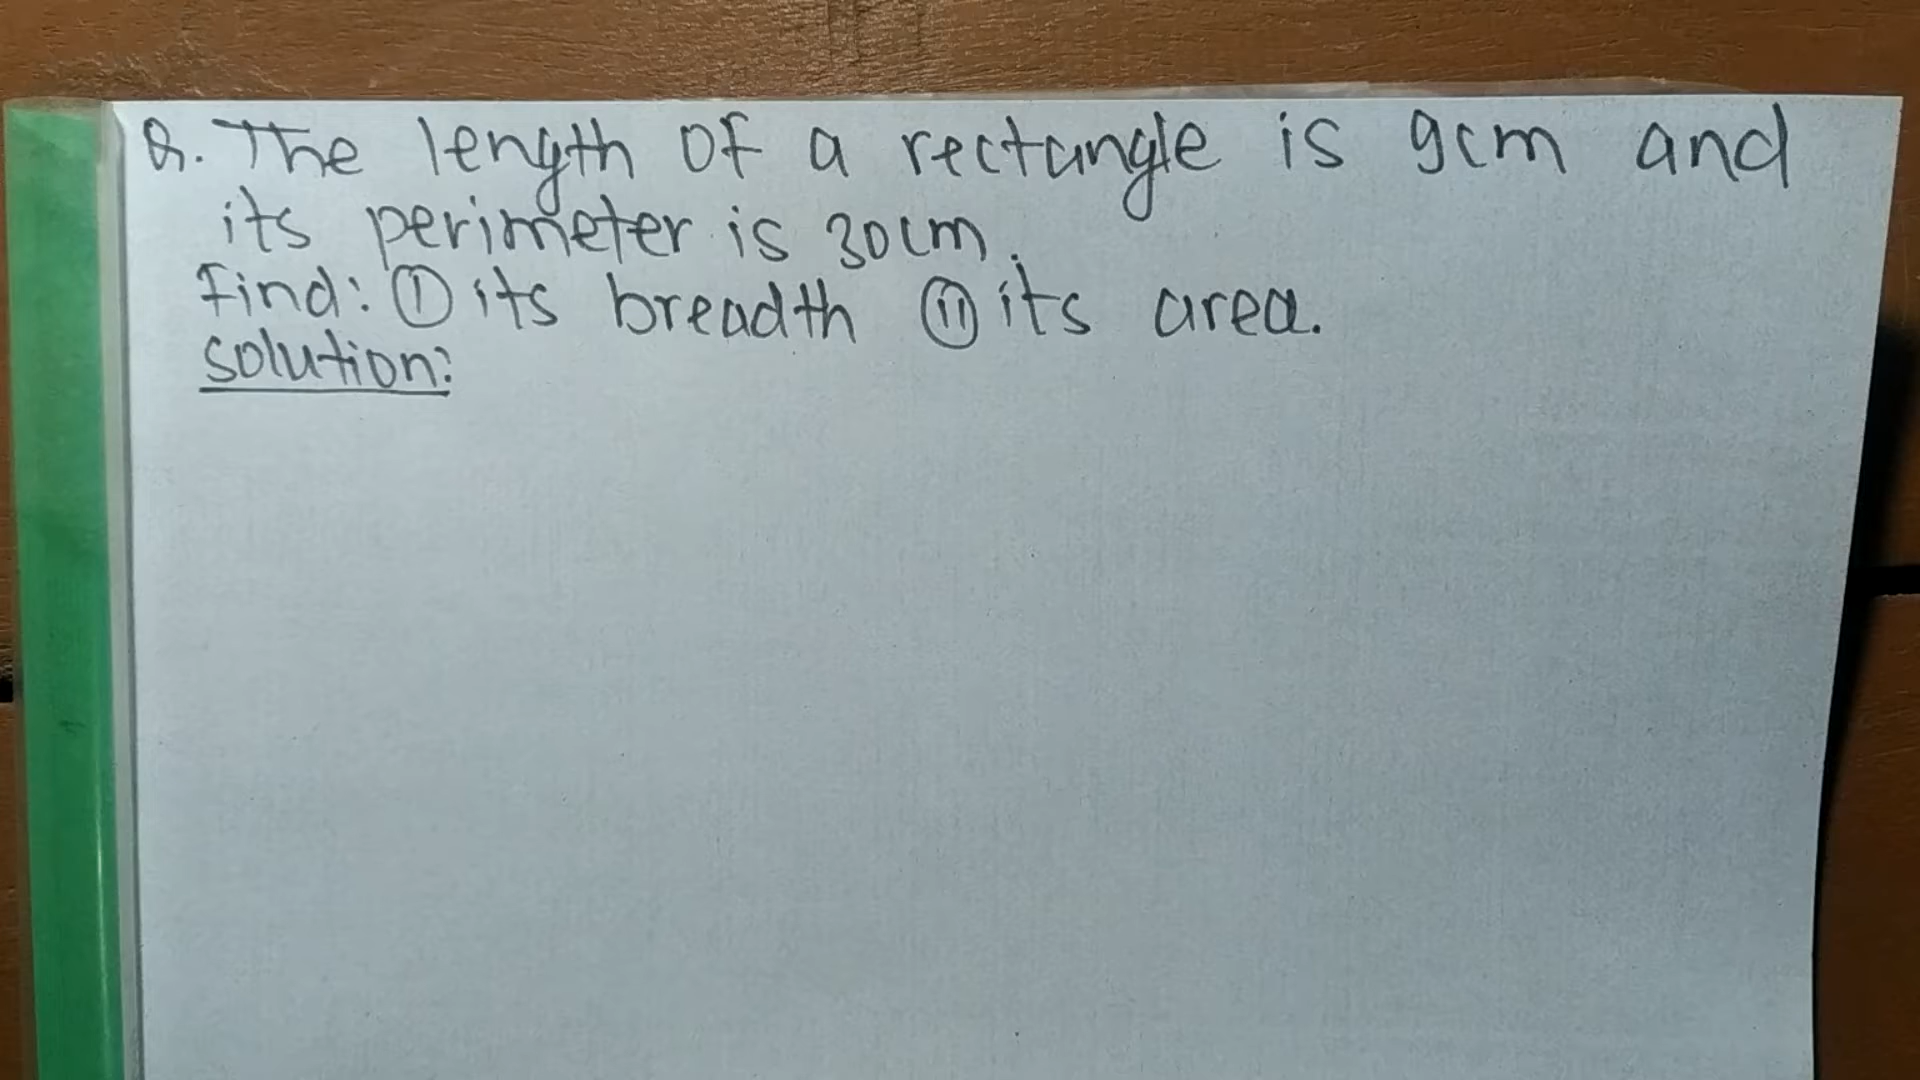 Q. The length of a rectangle is 9cm and
its perimeter is 30cm.
Find: (I) its breadth (II) its area.
Solution: